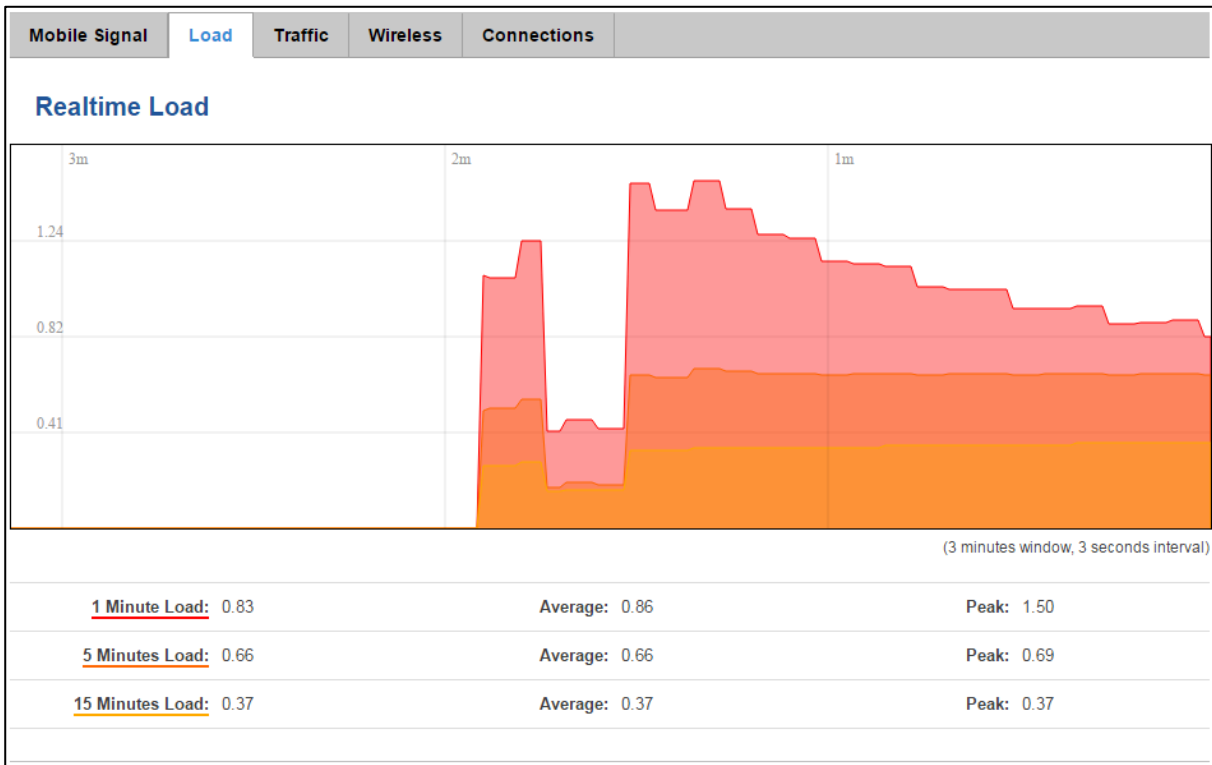 Mobile Signal Load Traffic Wireless Connections
Realtime Load
3m 2m 1m
1.24
0.82
0.41
(3 minutes window, 3 seconds interval)
1 Minute Load: 0.83 Average: 0.86 Peak: 1.50
5 Minutes Load: 0.66 Average: 0.66 Peak: 0.69
15 Minutes Load: 0.37 Average: 0.37 Peak: 0.37